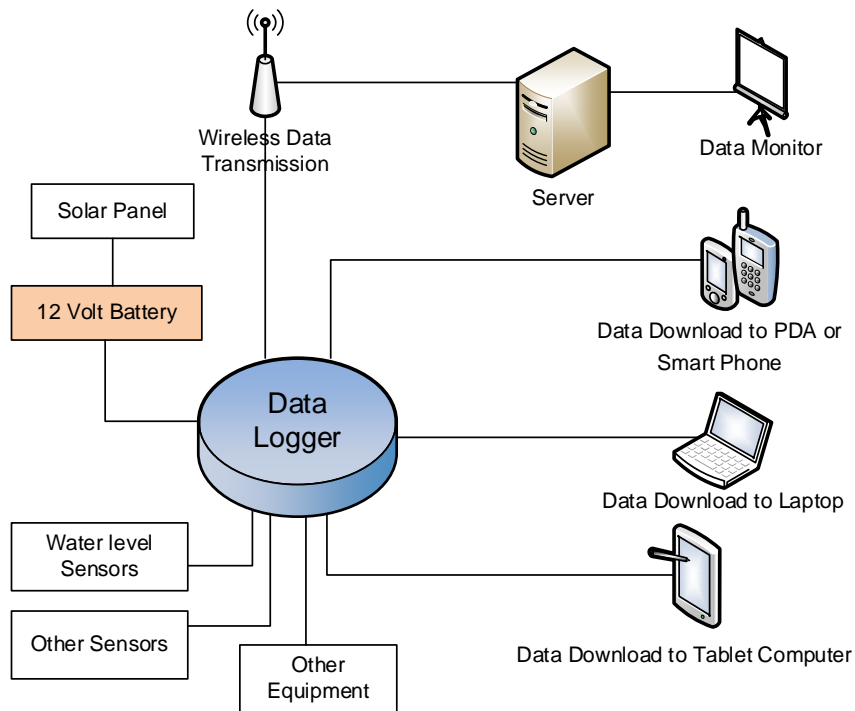 Wireless Data
Transmission
Server
Data Monitor
Solar Panel
12 Volt Battery
Data Download to PDA or
Smart Phone
Data
Logger
Data Download to Laptop
Water level
Sensors
Other Sensors
Other
Equipment
Data Download to Tablet Computer